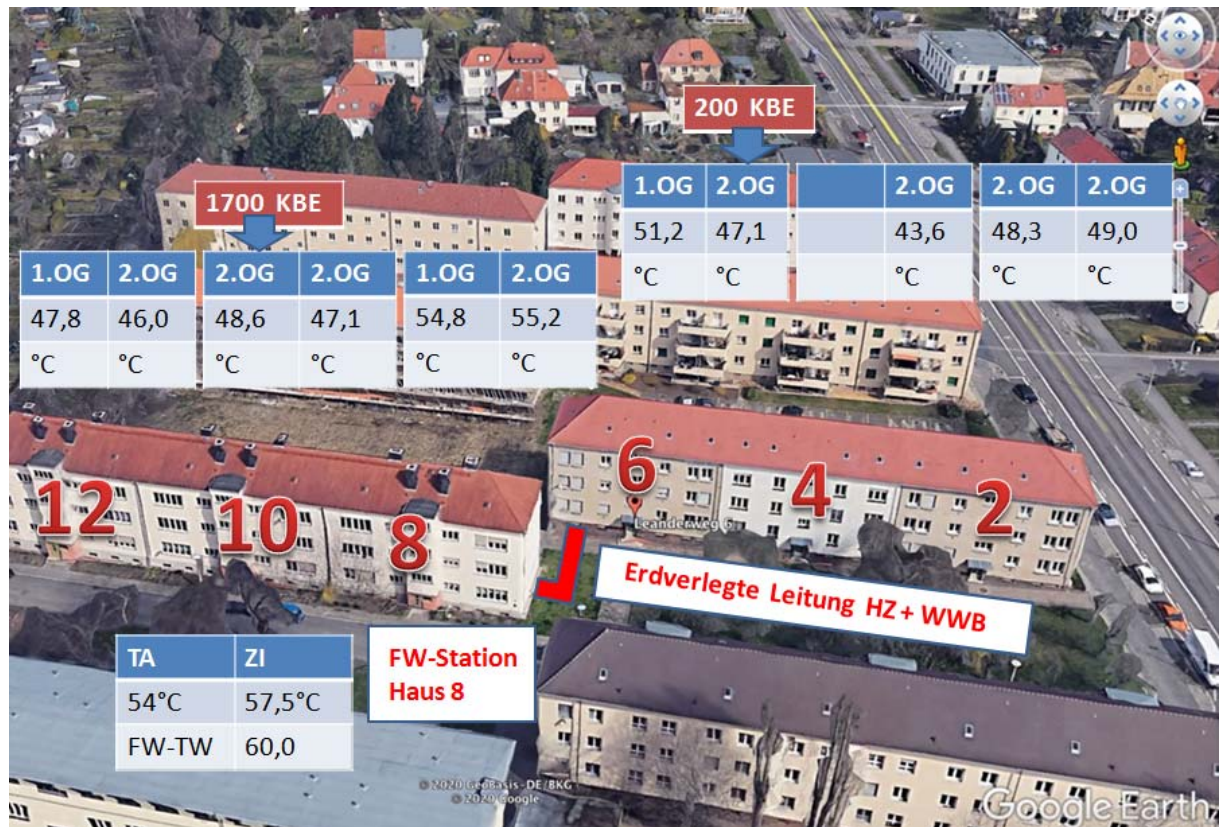 200 KBE
1.OG 2.OG 2.OG 2. OG 2.OG
51,2 47,1 43,6 48,3 49,0
°C °C °C °C °C
1700 KBE
1.OG 2.OG 2.OG 2.OG 1.OG 2.OG
47,8 46,0 48,6 47,1 54,8 55,2
°C °C °C °C °C °C
12 10 8 6 4 2
Leanderweg 6
Erdverlegte Leitung HZ + WWB
FW-Station
Haus 8
TA ZI
54°C 57,5°C
FW-TW 60,0
© 2020 GeoBasis-DE/BKG
© 2020 Google
Google Earth